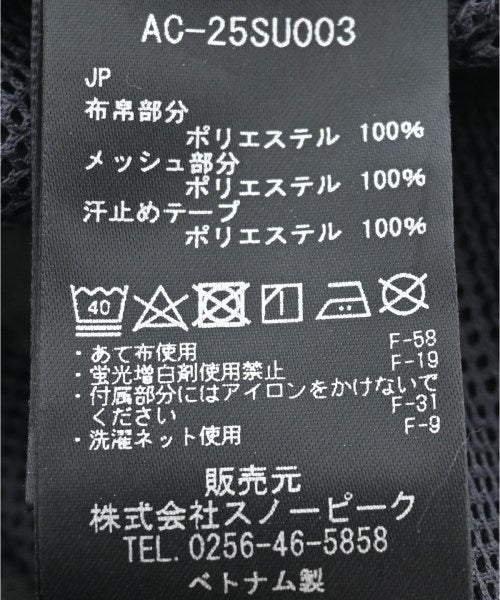 AC-25SU003
JP
布帛部分
ポリエステル 100%
メッシュ部分
ポリエステル 100%
汗止めテープ
ポリエステル 100%
40
・あて布使用 F-58
・蛍光増白剤使用禁止 F-19
・付属部分にはアイロンをかけないで
ください F-31
・洗濯ネット使用 F-9
販売元
株式会社スノーピーク
TEL.0256-46-5858
ベトナム製